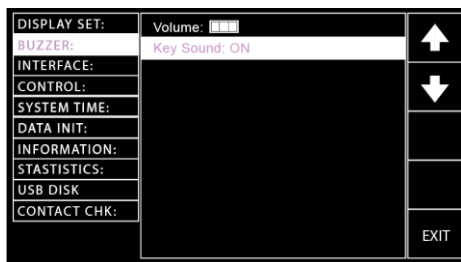 DISPLAY SET:
BUZZER:
INTERFACE:
CONTROL:
SYSTEM TIME:
DATA INIT:
INFORMATION:
STASTISTICS:
USB DISK
CONTACT CHK:
Volume:
Key Sound: ON
EXIT